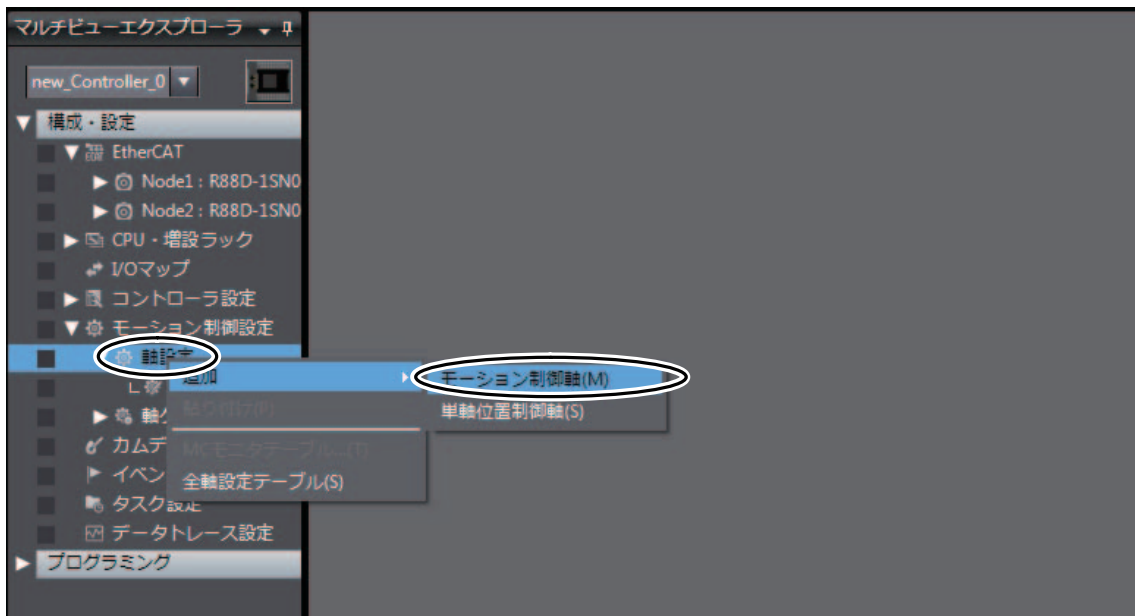 マルチビューエクスプローラ
new_Controller_0
構成・設定
EtherCAT
Node1 : R88D-1SN0
Node2 : R88D-1SN0
CPU・増設ラック
I/Oマップ
コントローラ設定
モーション制御設定
軸設定
追加
モーション制御軸(M)
単軸位置制御軸(S)
貼り付け(P)
MCモニタテーブル...(T)
全軸設定テーブル(S)
カムデ
イベン
タスク設定
データトレース設定
プログラミング